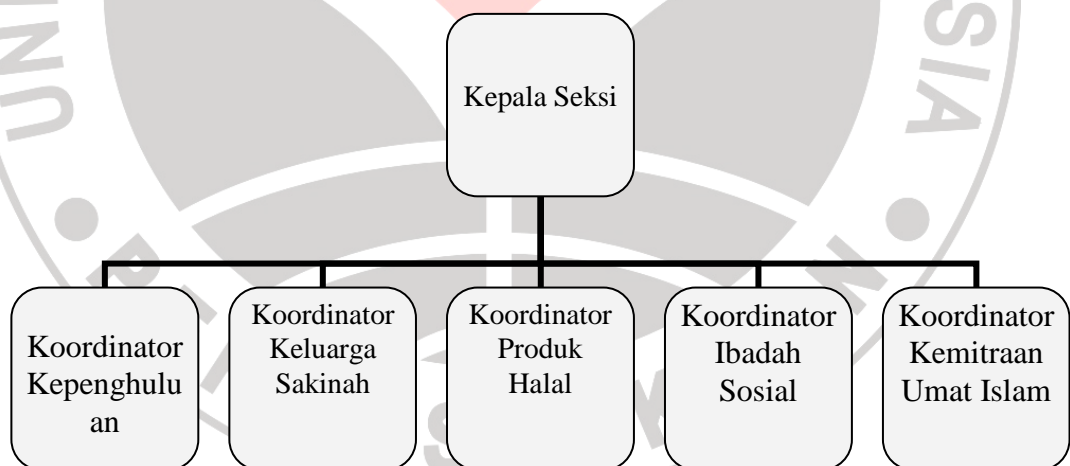 Kepala Seksi
Koordinator
Kepenghulu
an
Koordinator
Keluarga
Sakinah
Koordinator
Produk
Halal
Koordinator
Ibadah
Sosial
Koordinator
Kemitraan
Umat Islam